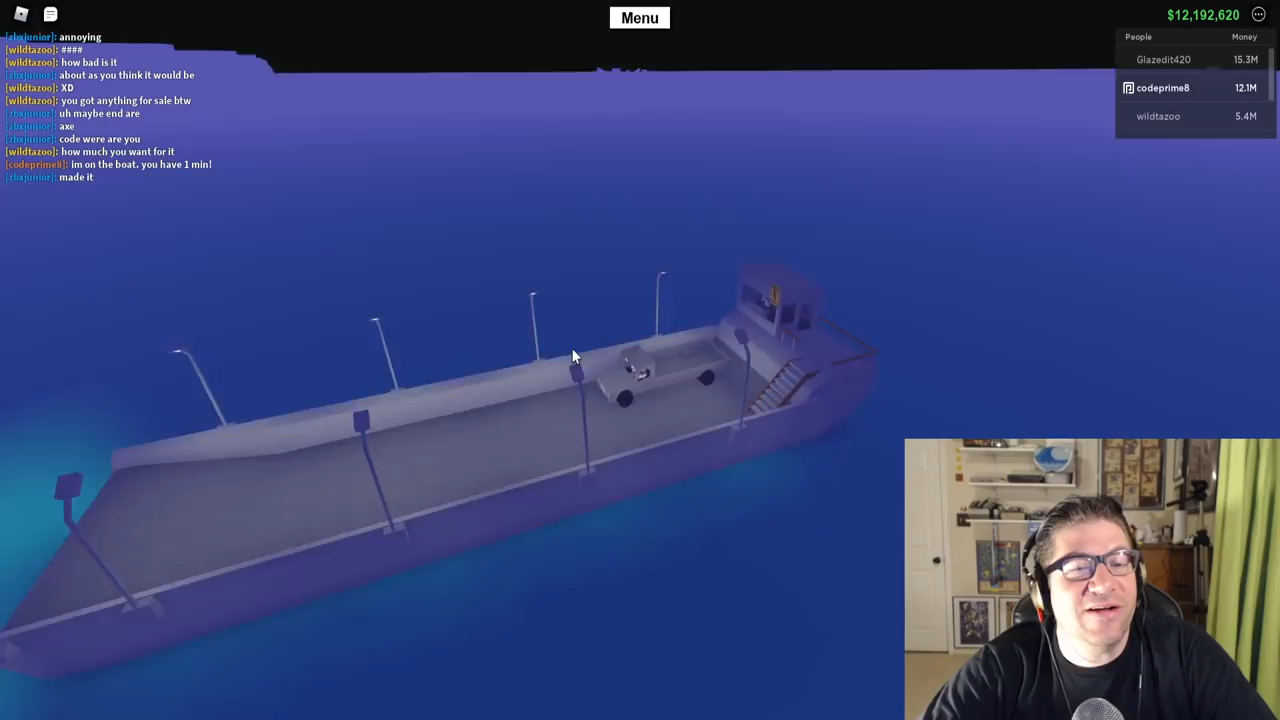 Menu
$12,192,620
[zbxjunior]: annoying
[wildtazoo]: ####
[wildtazoo]: how bad is it
[zbxjunior]: about as you think it would be
[wildtazoo]: XD
[wildtazoo]: you got anything for sale btw
[zbxjunior]: uh maybe end are
[zbxjunior]: axe
[zbxjunior]: code were are you
[wildtazoo]: how much you want for it
[codeprime8]: im on the boat. you have 1 min!
[zbxjunior]: made it
People Money
Glazedit420 15.3M
codeprime8 12.1M
wildtazoo 5.4M